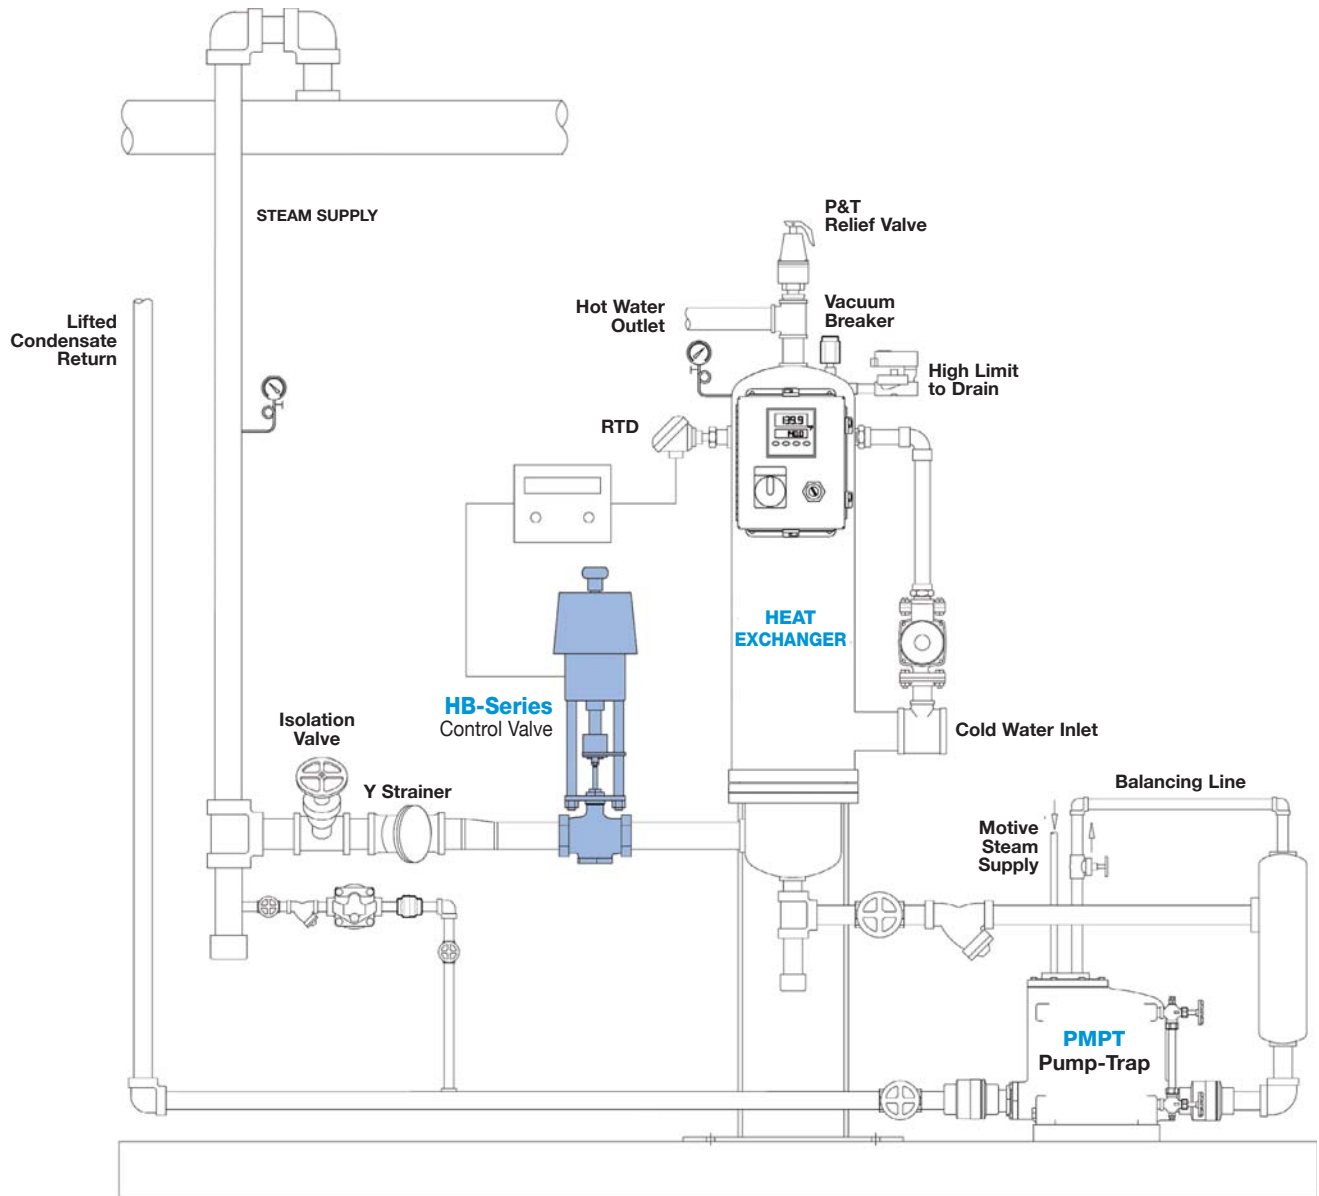 STEAM SUPPLY
P&T
Relief Valve
Hot Water
Outlet
Vacuum
Breaker
Lifted
Condensate
Return
High Limit
to Drain
RTD
139.9
°F
140.0
HEAT
EXCHANGER
HB-Series
Control Valve
Isolation
Valve
Cold Water Inlet
Y Strainer
Balancing Line
Motive
Steam
Supply
PMPT
Pump-Trap